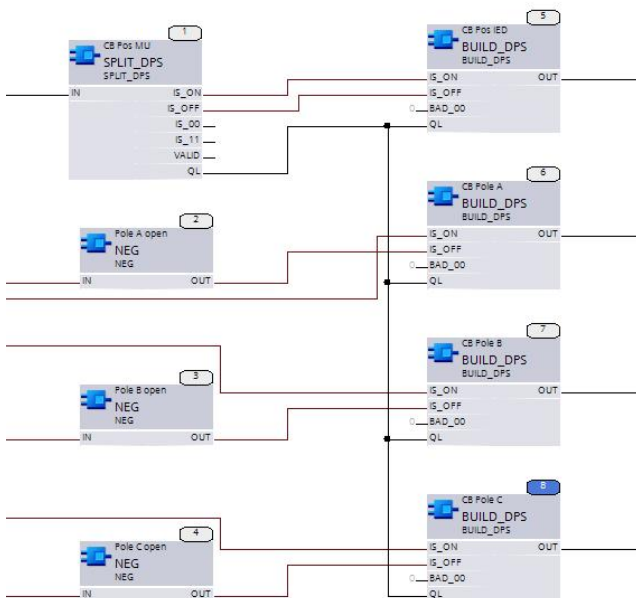 1
CB Pos MU
SPLIT_DPS
SPLIT_DPS
IN IS_ON
IS_OFF
IS_00
IS_11
VALID
QL
5
CB Pos IED
BUILD_DPS
BUILD_DPS
IS_ON OUT
IS_OFF
0 BAD_00
QL
2
Pole A open
NEG
NEG
IN OUT
6
CB Pole A
BUILD_DPS
BUILD_DPS
IS_ON OUT
IS_OFF
0 BAD_00
QL
3
Pole B open
NEG
NEG
IN OUT
7
CB Pole B
BUILD_DPS
BUILD_DPS
IS_ON OUT
IS_OFF
0 BAD_00
QL
4
Pole C open
NEG
NEG
IN OUT
8
CB Pole C
BUILD_DPS
BUILD_DPS
IS_ON OUT
IS_OFF
0 BAD_00
QL